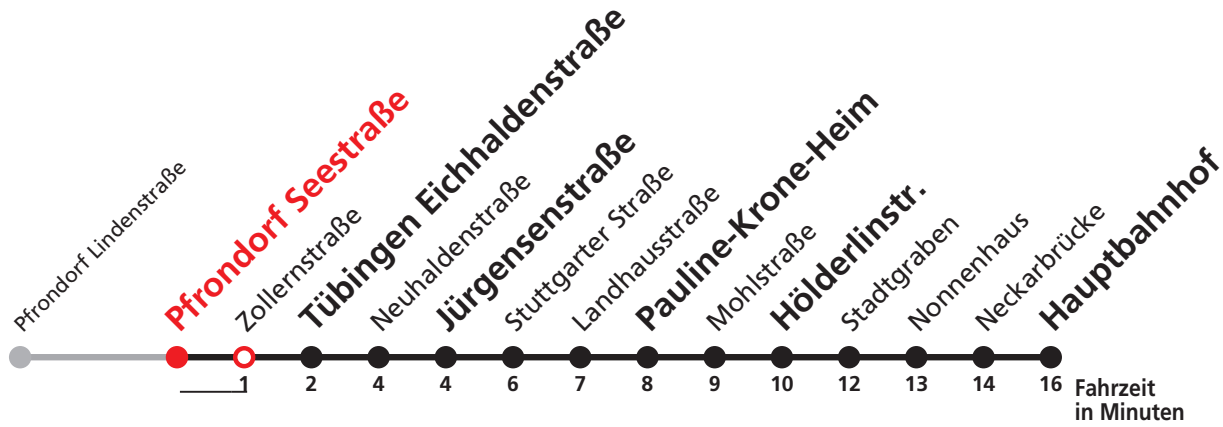 Pfrondorf Lindenstraße
Pfrondorf Seestraße
Zollernstraße
Tübingen Eichhaldenstraße
Neuhaldenstraße
Jürgensenstraße
Stuttgarter Straße
Landhausstraße
Pauline-Krone-Heim
Mohlstraße
Hölderlinstr.
Stadtgraben
Nonnenhaus
Neckarbrücke
Hauptbahnhof
1 2 4 4 6 7 8 9 10 12 13 14 16
Fahrzeit
in Minuten